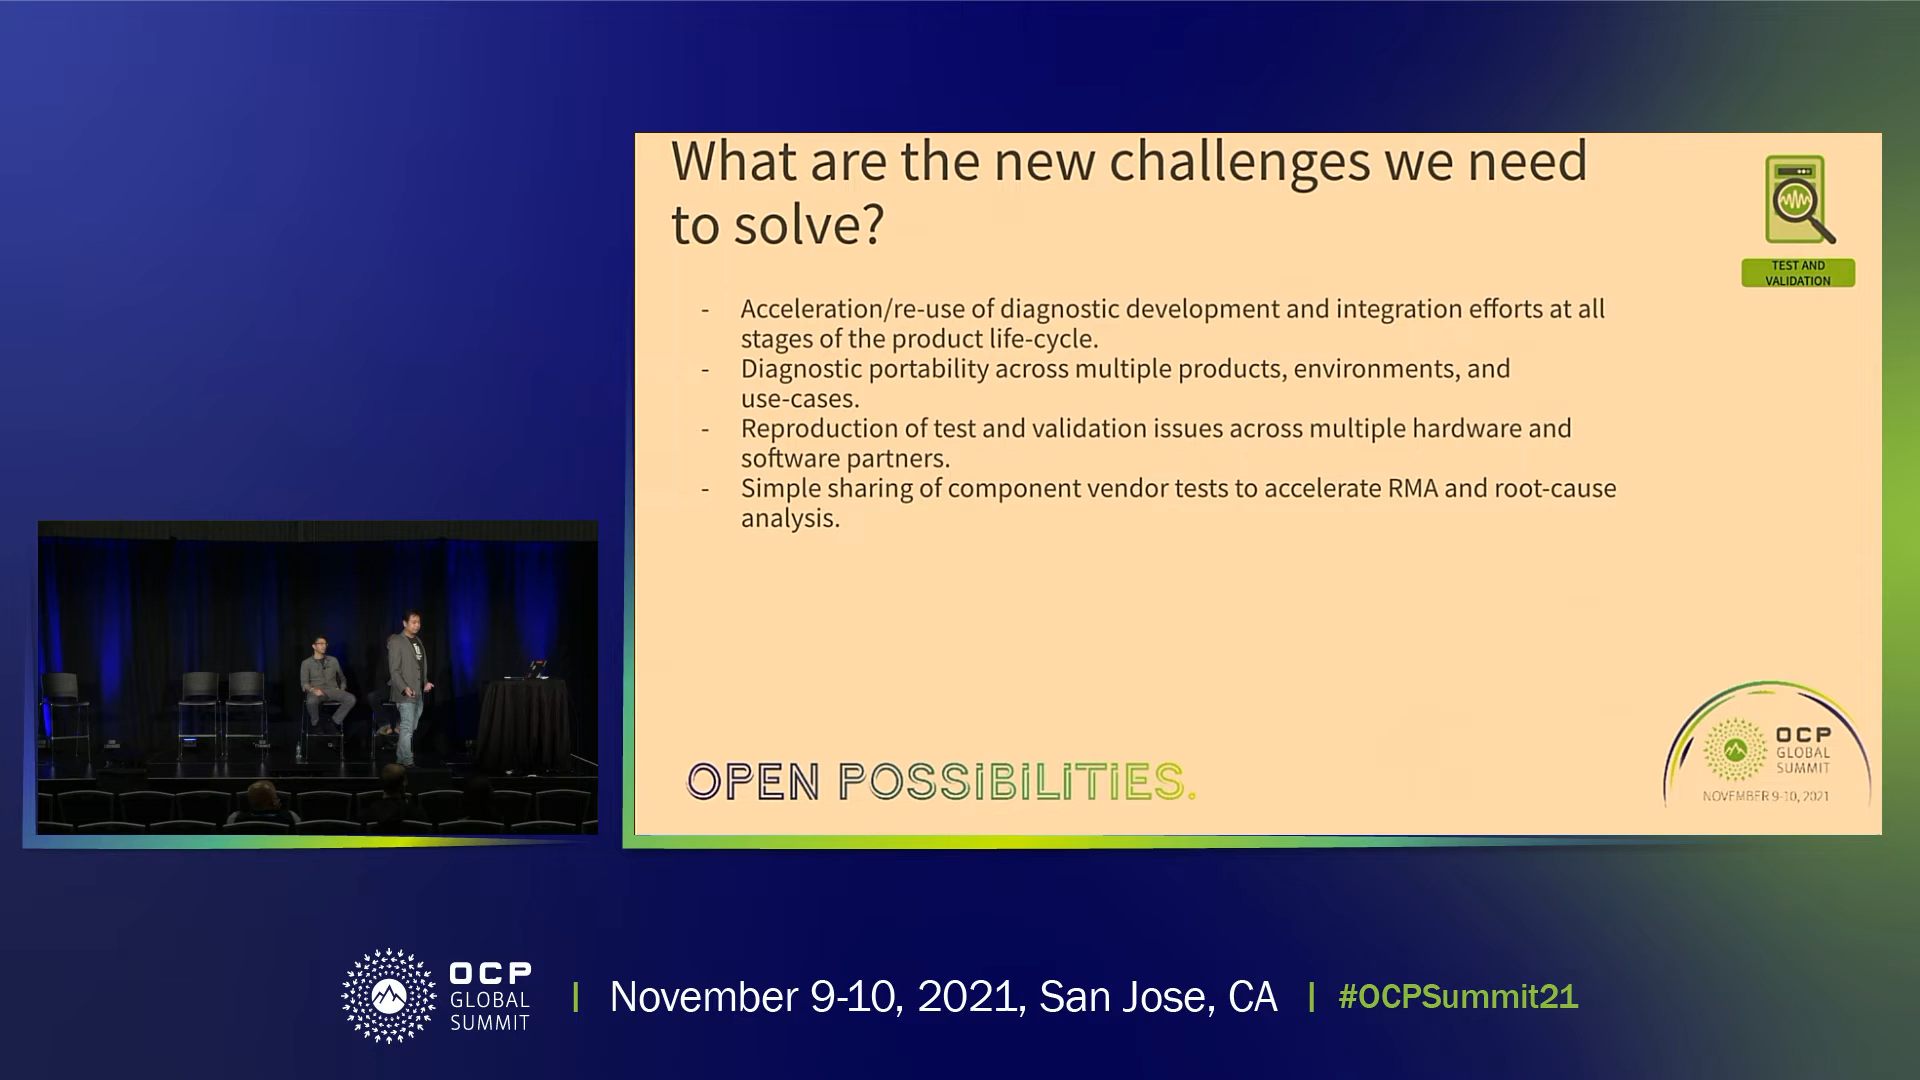 What are the new challenges we need
to solve?
TEST AND
VALIDATION
- Acceleration/re-use of diagnostic development and integration efforts at all
stages of the product life-cycle.
- Diagnostic portability across multiple products, environments, and
use-cases.
- Reproduction of test and validation issues across multiple hardware and
software partners.
- Simple sharing of component vendor tests to accelerate RMA and root-cause
analysis.
OPEN POSSIBILITIES.
OCP
GLOBAL
SUMMIT
NOVEMBER 9-10, 2021
OCP
GLOBAL
SUMMIT
| November 9-10, 2021, San Jose, CA | #OCPSummit21